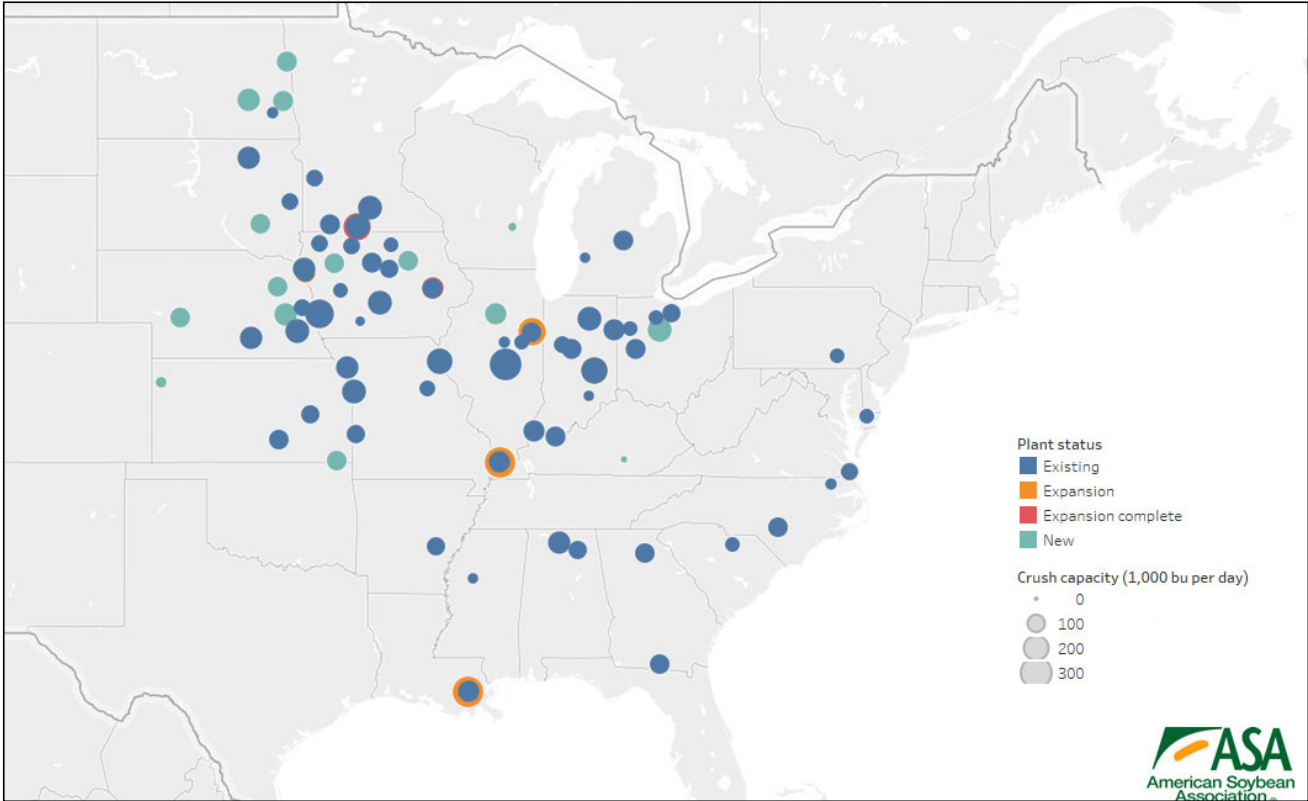 Plant status
Existing
Expansion
Expansion complete
New
Crush capacity (1,000 bu per day)
0
100
200
300
ASA
American Soybean
Association